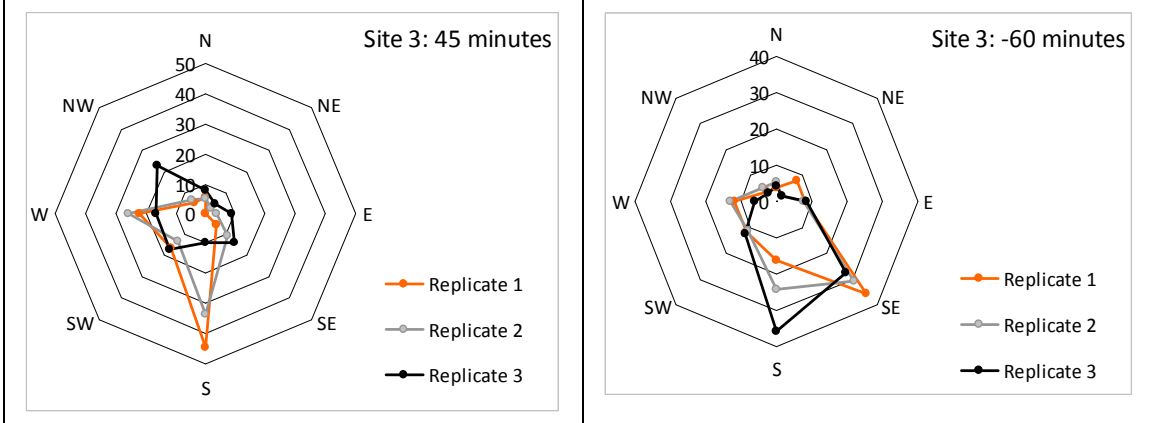 Site 3: 45 minutes
N
50
NW
40
NE
30
20
10
W
0
E
SW
SE
S
Replicate 1
Replicate 2
Replicate 3
Site 3: -60 minutes
N
40
NW
30
NE
20
10
W
0
E
SW
SE
S
Replicate 1
Replicate 2
Replicate 3